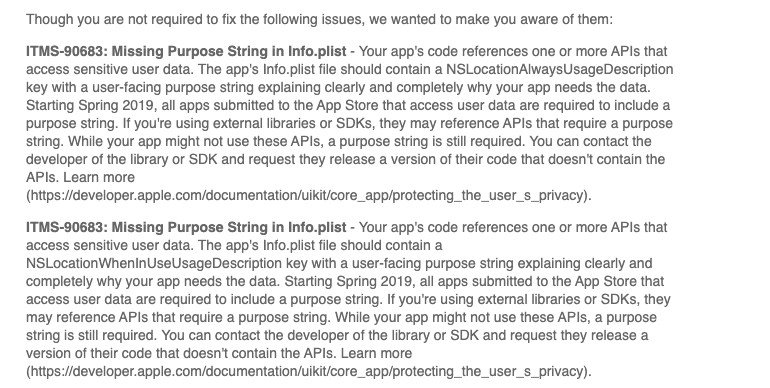 Though you are not required to fix the following issues, we wanted to make you aware of them:
ITMS-90683: Missing Purpose String in Info.plist - Your app's code references one or more APIs that
access sensitive user data. The app's Info.plist file should contain a NSLocationAlwaysUsageDescription
key with a user-facing purpose string explaining clearly and completely why your app needs the data.
Starting Spring 2019, all apps submitted to the App Store that access user data are required to include a
purpose string. If you're using external libraries or SDKs, they may reference APIs that require a purpose
string. While your app might not use these APIs, a purpose string is still required. You can contact the
developer of the library or SDK and request they release a version of their code that doesn't contain the
APIs. Learn more
(https://developer.apple.com/documentation/uikit/core_app/protecting_the_user_s_privacy).
ITMS-90683: Missing Purpose String in Info.plist - Your app's code references one or more APIs that
access sensitive user data. The app's Info.plist file should contain a
NSLocationWhenInUseUsageDescription key with a user-facing purpose string explaining clearly and
completely why your app needs the data. Starting Spring 2019, all apps submitted to the App Store that
access user data are required to include a purpose string. If you're using external libraries or SDKs, they
may reference APIs that require a purpose string. While your app might not use these APIs, a purpose
string is still required. You can contact the developer of the library or SDK and request they release a
version of their code that doesn't contain the APIs. Learn more
(https://developer.apple.com/documentation/uikit/core_app/protecting_the_user_s_privacy).